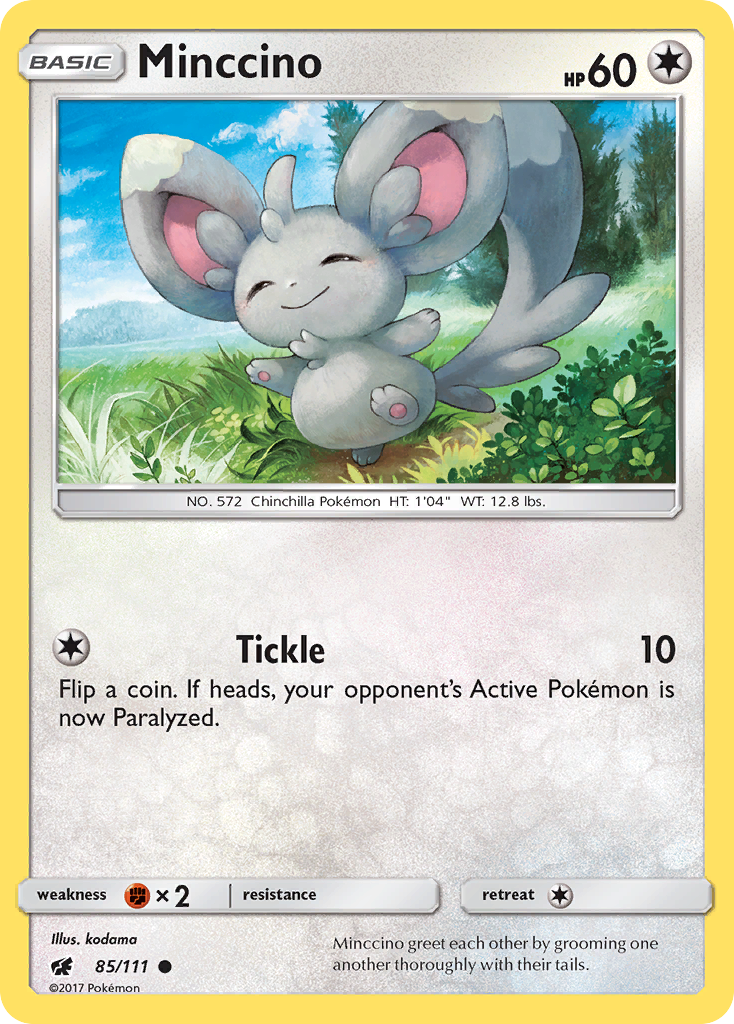 BASIC Minccino HP60
NO. 572 Chinchilla Pokémon HT: 1'04" WT: 12.8 lbs.
Tickle 10
Flip a coin. If heads, your opponent's Active Pokémon is
now Paralyzed.
weakness ×2 resistance retreat
Illus. kodama
85/111
©2017 Pokémon
Minccino greet each other by grooming one
another thoroughly with their tails.